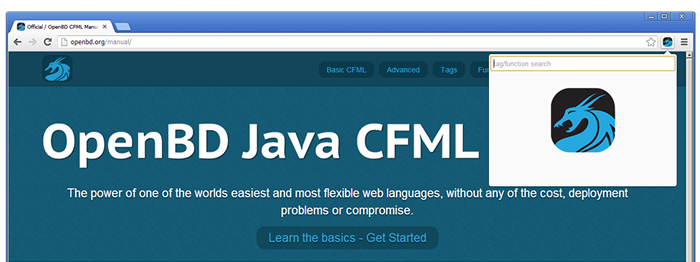 Official / OpenBD CFML Manu
openbd.org/manual/
Basic CFML
Advanced
Tags
Fun
tag/function search
OpenBD Java CFML
The power of one of the worlds easiest and most flexible web languages, without any of the cost, deployment
problems or compromise.
Learn the basics - Get Started